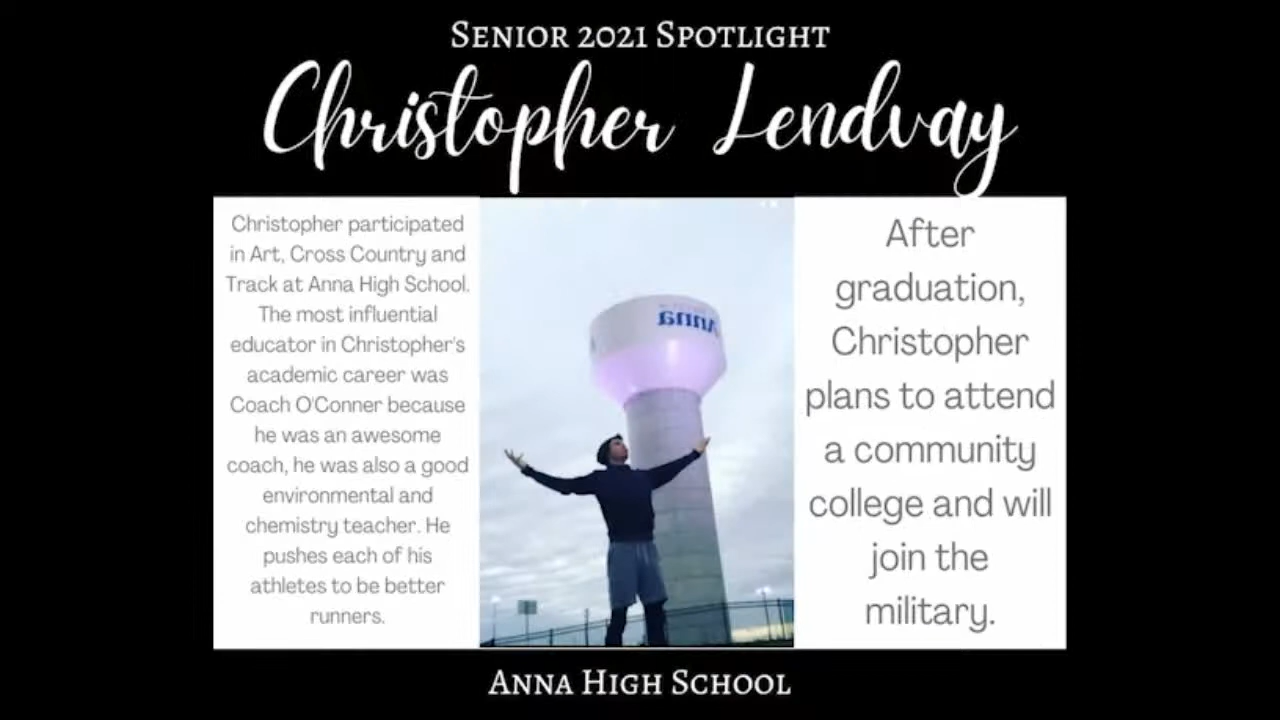 SENIOR 2021 SPOTLIGHT
Christopher Lendvay
Christopher participated
in Art, Cross Country and
Track at Anna High School.
The most influential
educator in Christopher's
academic career was
Coach O'Conner because
he was an awesome
coach, he was also a good
environmental and
chemistry teacher. He
pushes each of his
athletes to be better
runners.
Anna
After
graduation,
Christopher
plans to attend
a community
college and will
join the
military.
ANNA HIGH SCHOOL